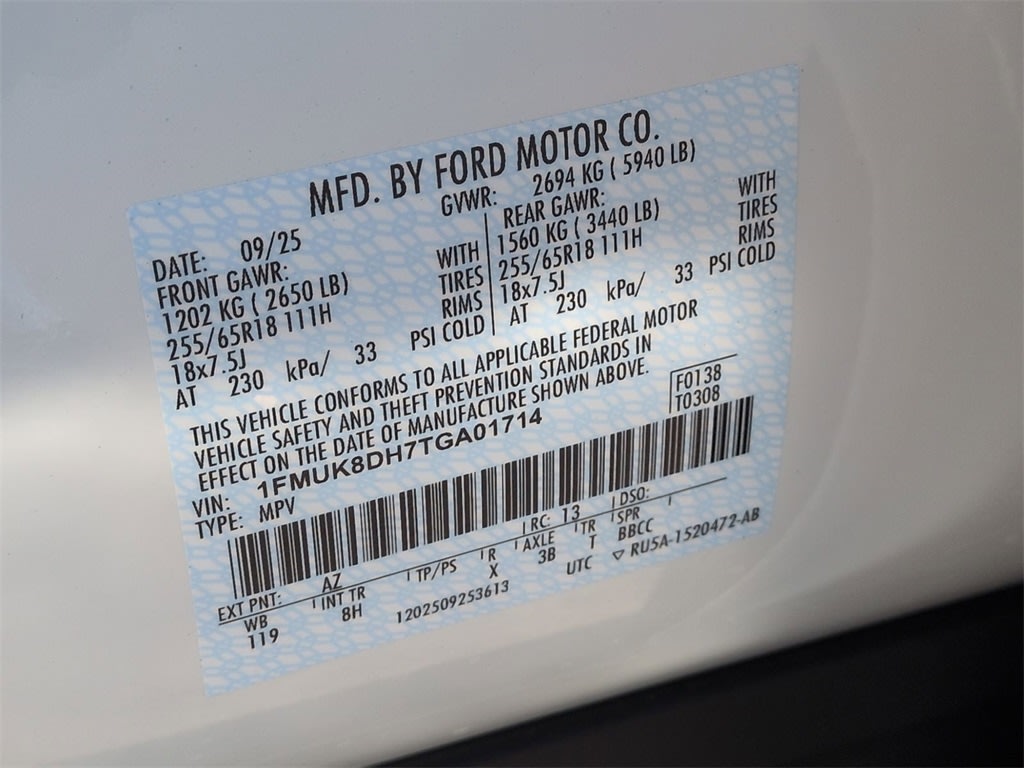 MFD. BY FORD MOTOR CO.
DATE: 09/25
GVWR: 2694 KG ( 5940 LB)
FRONT GAWR:
1202 KG ( 2650 LB) WITH
255/65R18 111H TIRES
18x7.5J RIMS
AT 230 kPa/ 33 PSI COLD
REAR GAWR:
1560 KG ( 3440 LB) WITH
255/65R18 111H TIRES
18x7.5J RIMS
AT 230 kPa/ 33 PSI COLD
THIS VEHICLE CONFORMS TO ALL APPLICABLE FEDERAL MOTOR
VEHICLE SAFETY AND THEFT PREVENTION STANDARDS IN
EFFECT ON THE DATE OF MANUFACTURE SHOWN ABOVE.
VIN: 1FMUK8DH7TGA01714
TYPE: MPV
F0138
T0308
EXT PNT: AZ RC: 13 DSO:
WB INT TR TP/PS R AXLE TR SPR
119 8H X 3B T BBCC
1202509253613 UTC ▽ RU5A-1520472-AB